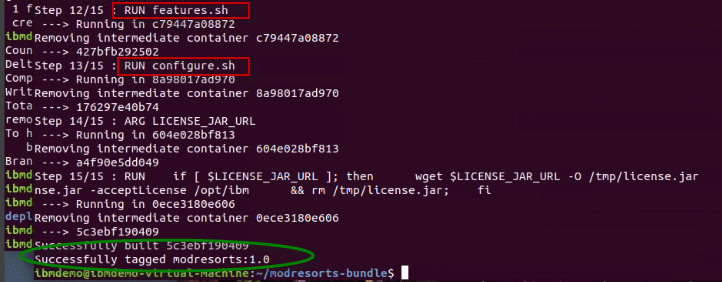 1 f Step 12/15 : RUN features.sh
cre ---> Running in c79447a08872
ibmd Removing intermediate container c79447a08872
Coun ---> 427bfb292502
Delt Step 13/15 : RUN configure.sh
Comp ---> Running in 8a98017ad970
Writ Removing intermediate container 8a98017ad970
Tota ---> 176297e40b74
remo Step 14/15 : ARG LICENSE_JAR_URL
To h ---> Running in 604e028bf813
b Removing intermediate container 604e028bf813
Bran ---> a4f90e5dd049
ibmd Step 15/15 : RUN if [ $LICENSE_JAR_URL ]; then wget $LICENSE_JAR_URL -O /tmp/license.jar
ibmd nse.jar -acceptLicense /opt/ibm && rm /tmp/license.jar; fi
ibmd ---> Running in 0ece3180e606
depl Removing intermediate container 0ece3180e606
ibmd ---> 5c3ebf190409
ibmd Successfully built 5c3ebf190409
Successfully tagged modresorts:1.0
ibmdemo@ibmdemo-virtual-machine:~/modresorts-bundle$